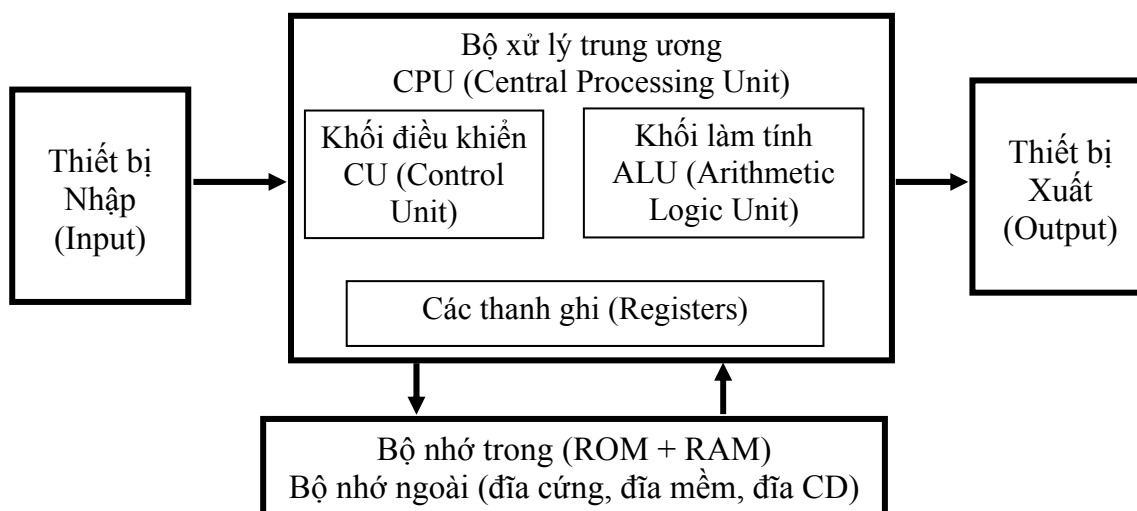 Bộ xử lý trung ương
CPU (Central Processing Unit)
Thiết bị
Nhập
(Input)
Khối điều khiển
CU (Control
Unit)
Khối làm tính
ALU (Arithmetic
Logic Unit)
Thiết bị
Xuất
(Output)
Các thanh ghi (Registers)
Bộ nhớ trong (ROM + RAM)
Bộ nhớ ngoài (đĩa cứng, đĩa mềm, đĩa CD)